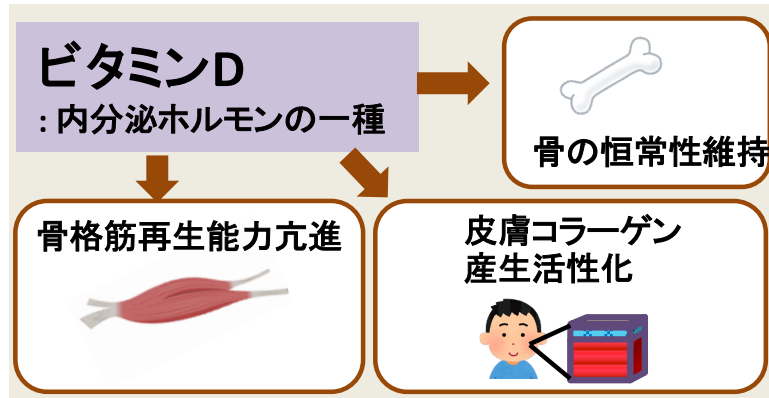 ビタミンD
: 内分泌ホルモンの一種
骨の恒常性維持
骨格筋再生能力亢進
皮膚コラーゲン
産生活性化